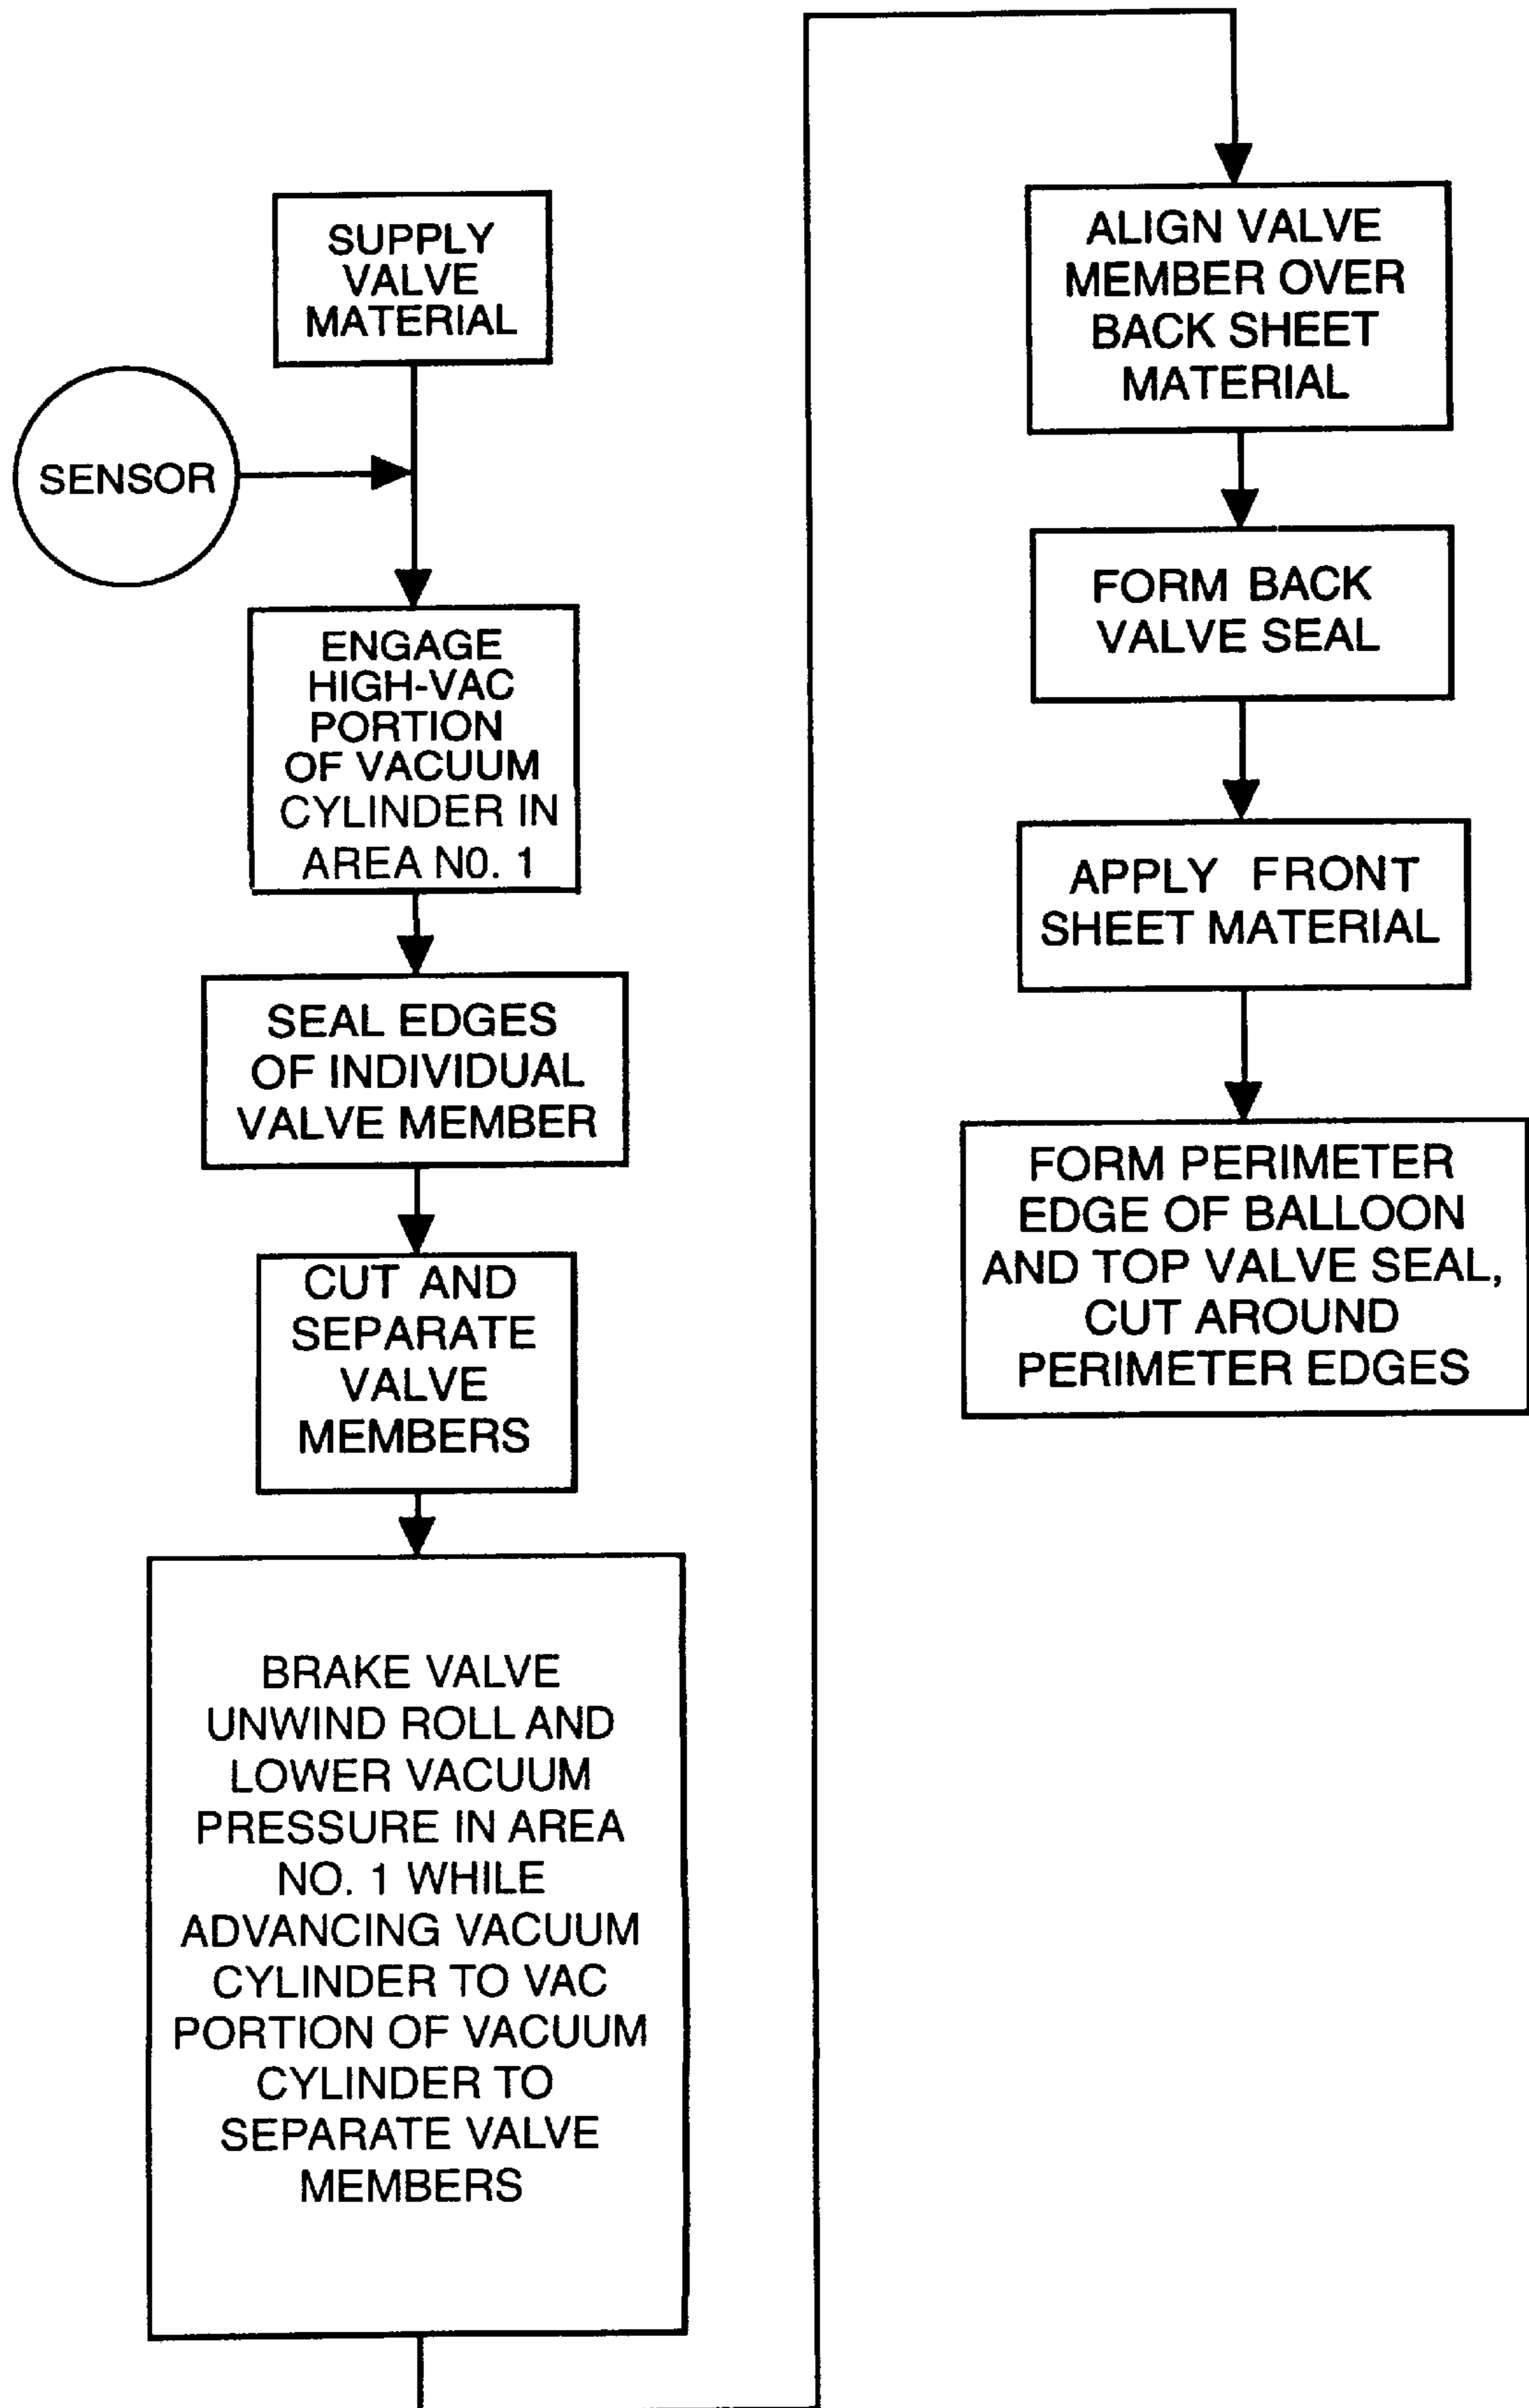 SUPPLY
VALVE
MATERIAL
SENSOR
ENGAGE
HIGH-VAC
PORTION
OF VACUUM
CYLINDER IN
AREA NO. 1
SEAL EDGES
OF INDIVIDUAL
VALVE MEMBER
CUT AND
SEPARATE
VALVE
MEMBERS
BRAKE VALVE
UNWIND ROLL AND
LOWER VACUUM
PRESSURE IN AREA
NO. 1 WHILE
ADVANCING VACUUM
CYLINDER TO VAC
PORTION OF VACUUM
CYLINDER TO
SEPARATE VALVE
MEMBERS
ALIGN VALVE
MEMBER OVER
BACK SHEET
MATERIAL
FORM BACK
VALVE SEAL
APPLY FRONT
SHEET MATERIAL
FORM PERIMETER
EDGE OF BALLOON
AND TOP VALVE SEAL,
CUT AROUND
PERIMETER EDGES